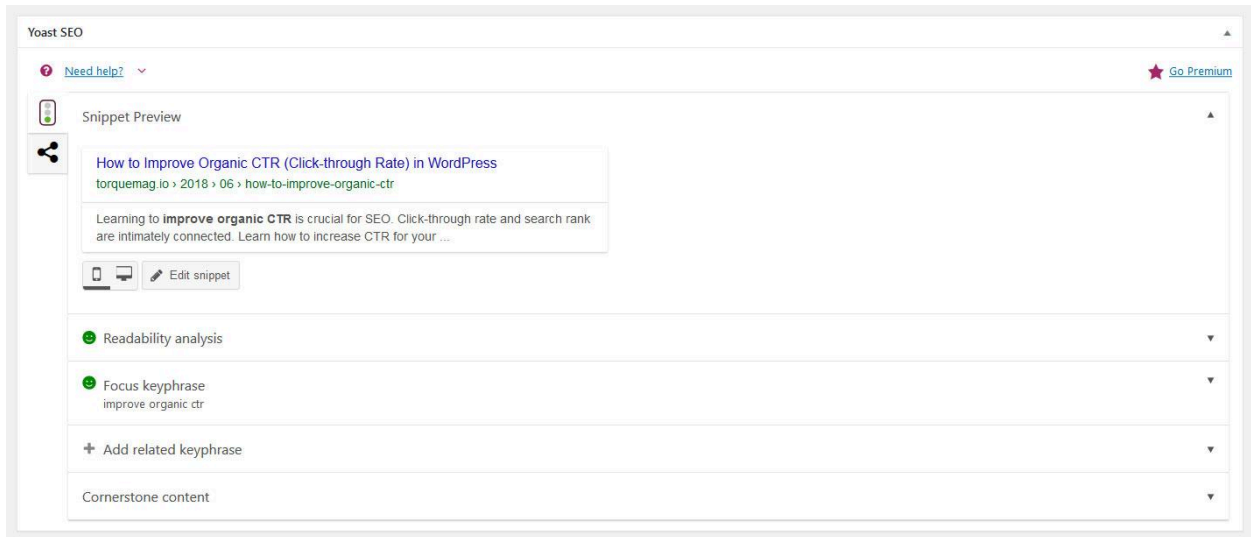 Yoast SEO
Need help?
Go Premium
Snippet Preview
How to Improve Organic CTR (Click-through Rate) in WordPress
torquemag.io › 2018 › 06 › how-to-improve-organic-ctr
Learning to improve organic CTR is crucial for SEO. Click-through rate and search rank
are intimately connected. Learn how to increase CTR for your ...
Edit snippet
Readability analysis
Focus keyphrase
improve organic ctr
Add related keyphrase
Cornerstone content